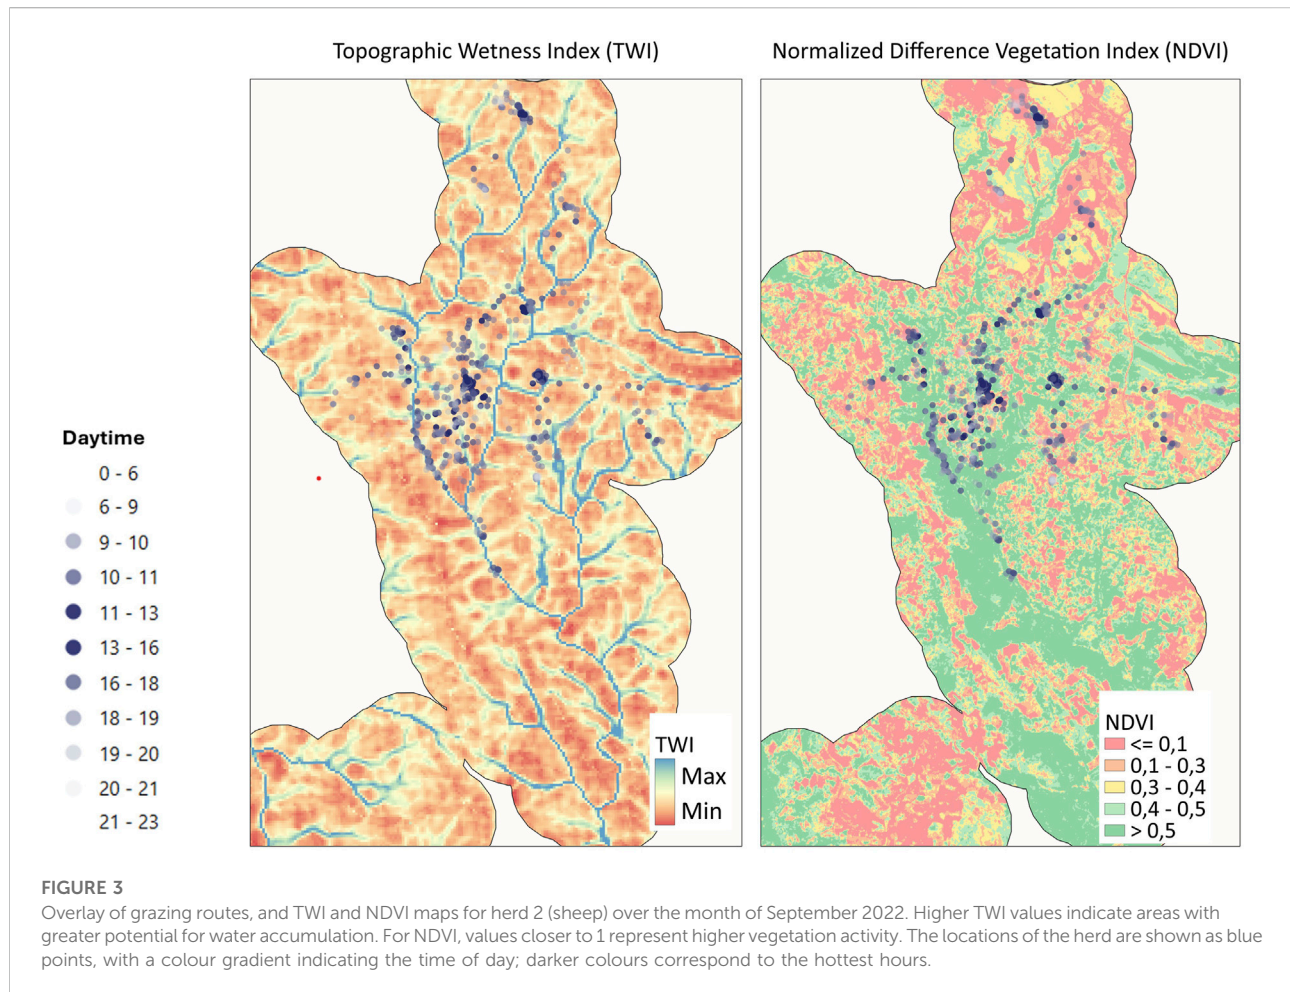 Topographic Wetness Index (TWI)
Normalized Difference Vegetation Index (NDVI)
Daytime
0 - 6
6 - 9
9 - 10
10 - 11
11 - 13
13 - 16
16 - 18
18 - 19
19 - 20
20 - 21
21 - 23
TWI
Max
Min
NDVI
<= 0,1
0,1 - 0,3
0,3 - 0,4
0,4 - 0,5
> 0,5
FIGURE 3
Overlay of grazing routes, and TWI and NDVI maps for herd 2 (sheep) over the month of September 2022. Higher TWI values indicate areas with
greater potential for water accumulation. For NDVI, values closer to 1 represent higher vegetation activity. The locations of the herd are shown as blue
points, with a colour gradient indicating the time of day; darker colours correspond to the hottest hours.